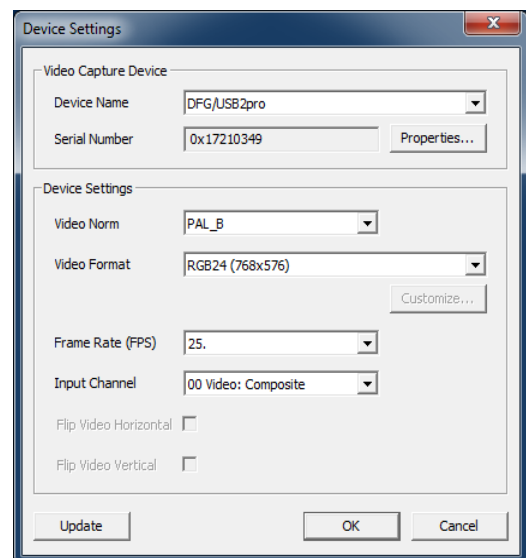 Device Settings
Video Capture Device
Device Name DFG/USB2pro
Serial Number 0x17210349 Properties...
Device Settings
Video Norm PAL_B
Video Format RGB24 (768x576)
Customize...
Frame Rate (FPS) 25.
Input Channel 00 Video: Composite
Flip Video Horizontal
Flip Video Vertical
Update OK Cancel